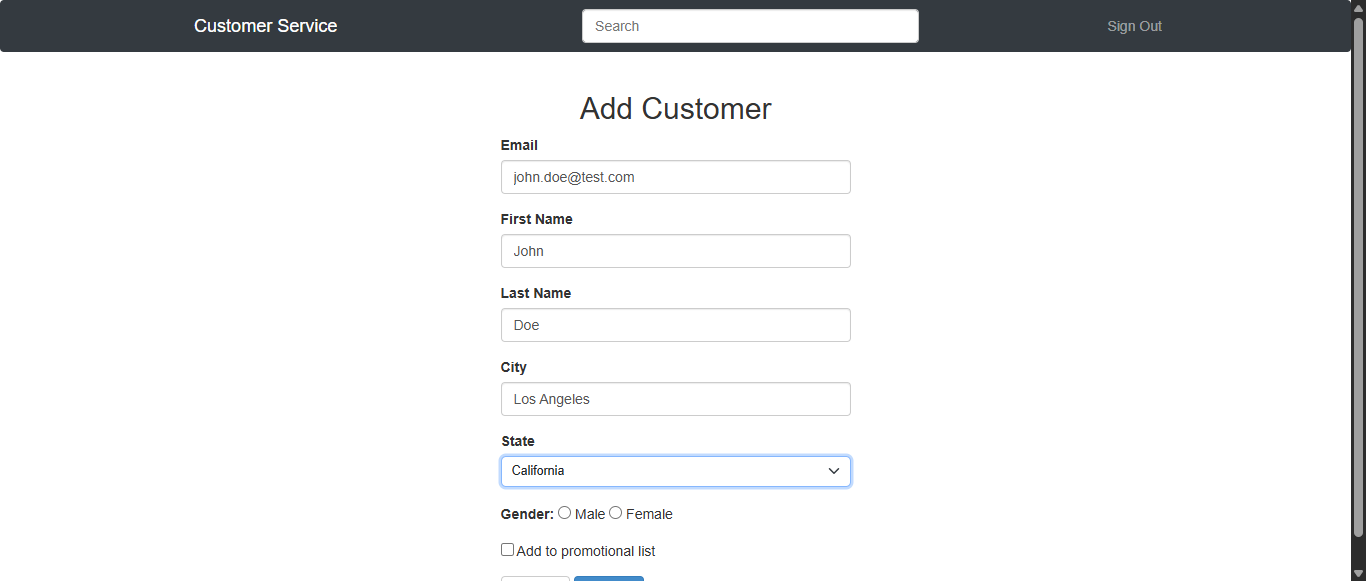 Customer Service Search Sign Out
Add Customer
Email
john.doe@test.com
First Name
John
Last Name
Doe
City
Los Angeles
State
California
Gender: Male Female
Add to promotional list